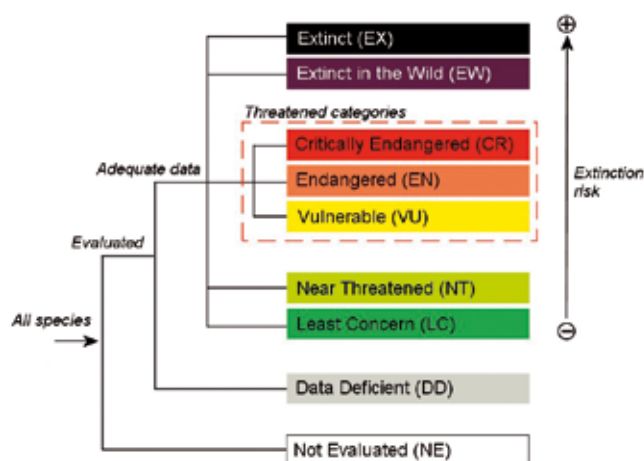 Extinct (EX)
Extinct in the Wild (EW)
Threatened categories
Critically Endangered (CR)
Adequate data
Endangered (EN)
Extinction
risk
Vulnerable (VU)
Evaluated
Near Threatened (NT)
All species
Least Concern (LC)
Data Deficient (DD)
Not Evaluated (NE)